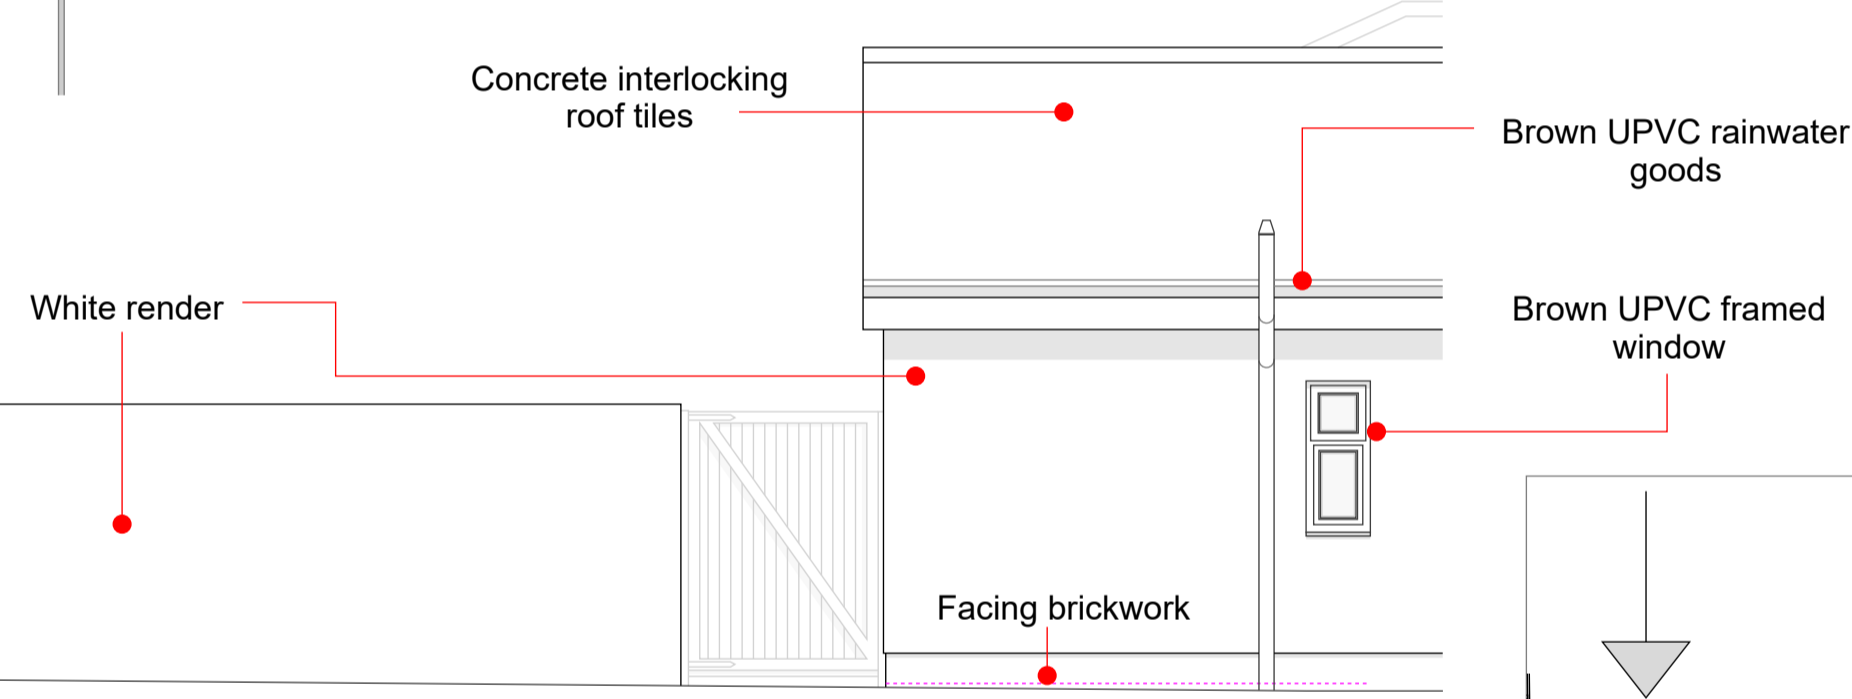 Concrete interlocking
roof tiles
Brown UPVC rainwater
goods
White render
Brown UPVC framed
window
Facing brickwork